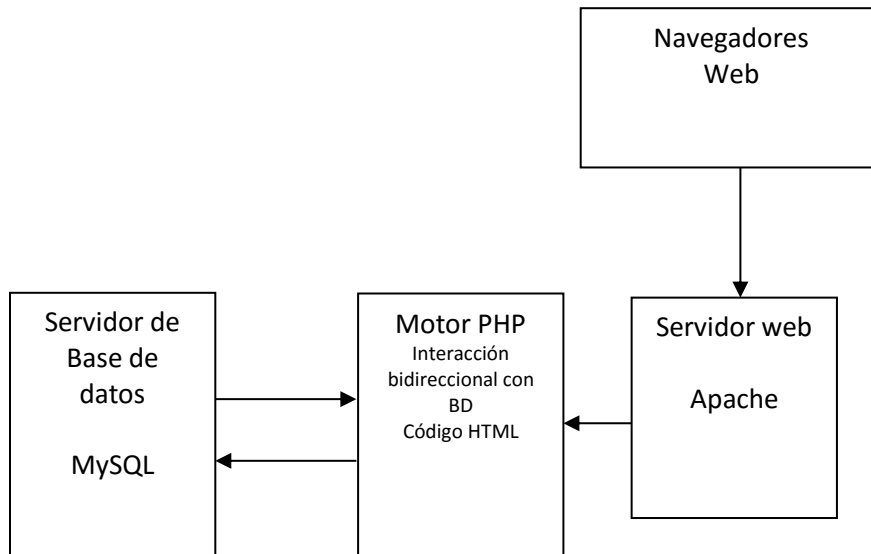 Navegadores
Web
Servidor de
Base de
datos
MySQL
Motor PHP
Interacción
bidireccional con
BD
Código HTML
Servidor web
Apache